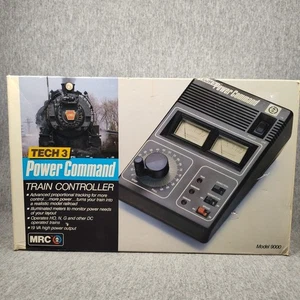 Power Command
TECH 3
Power Command
TRAIN CONTROLLER
• Advanced proportional tracking for more
control... more power... turns your train into
a realistic model railroad
• Illuminated meters to monitor power needs
of your layout
• Operates HO, N, G and other DC
operated trains
• 19 VA high power output
MRC
Model 9000